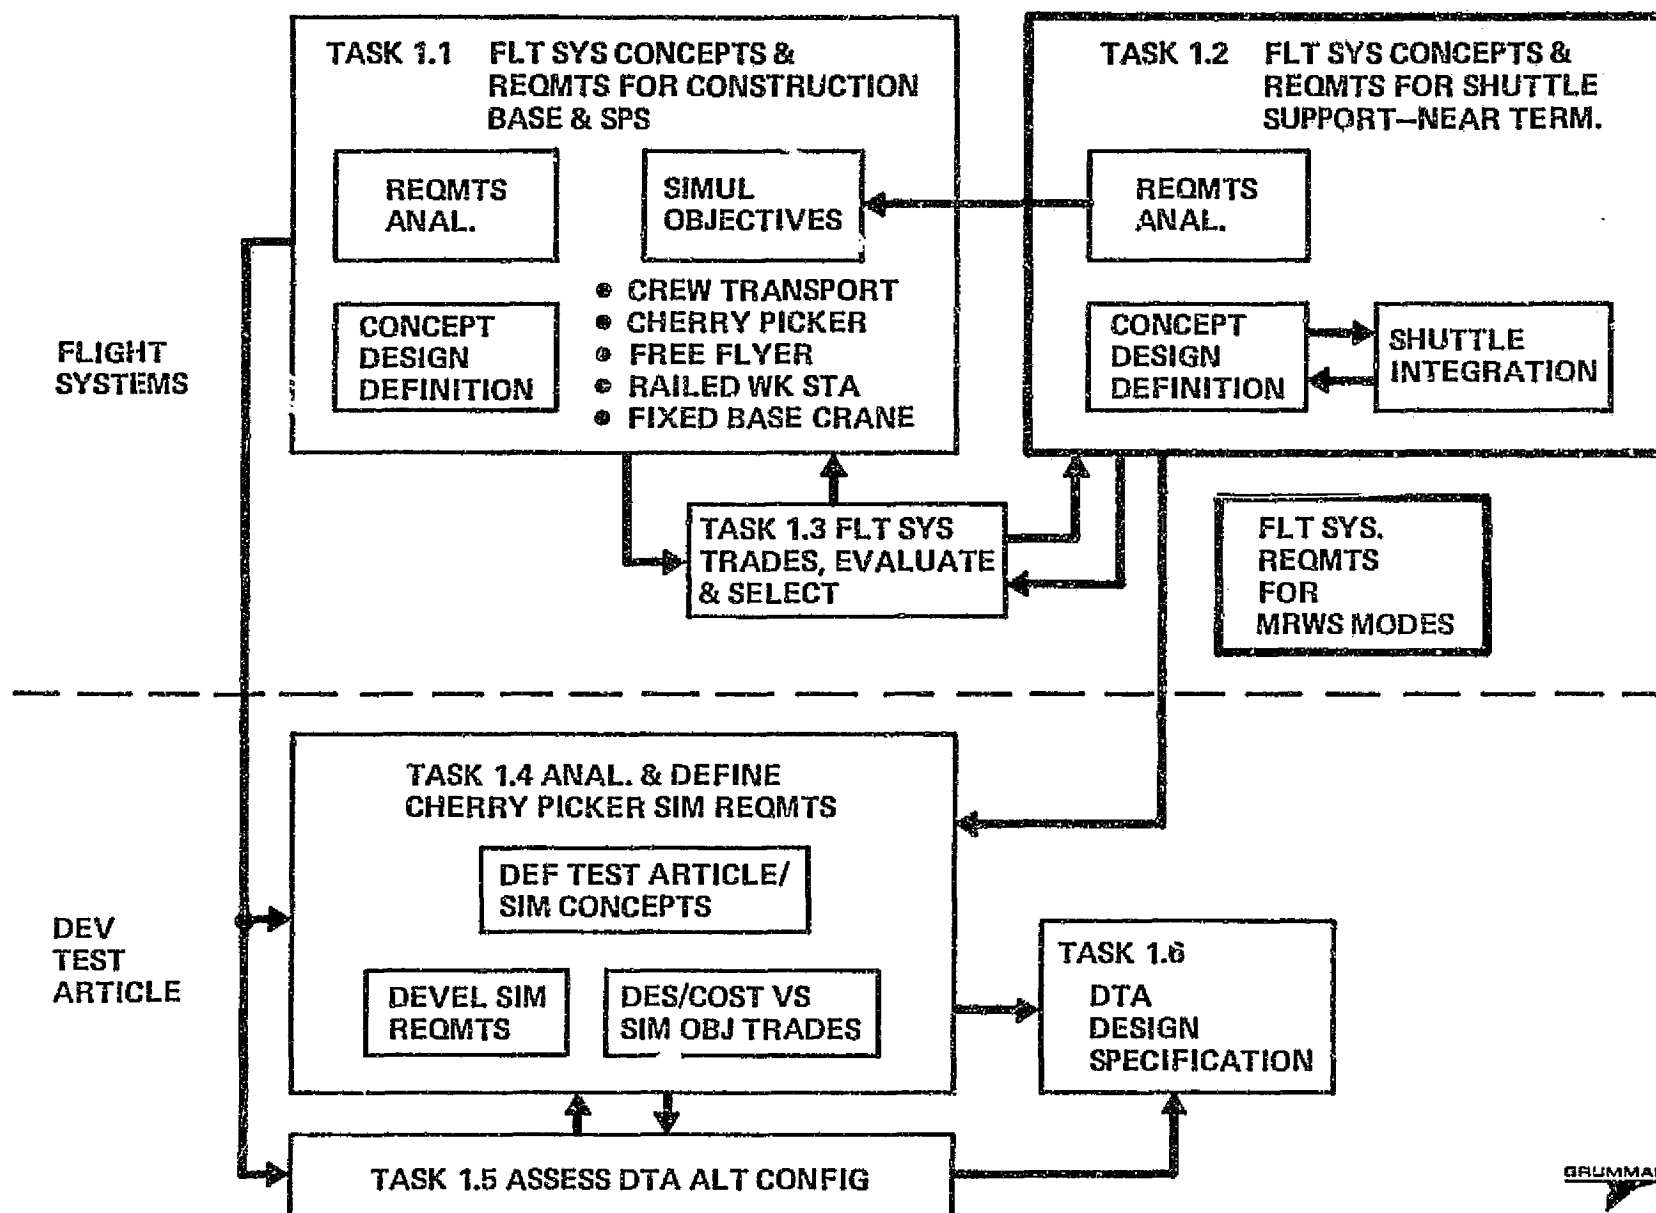 TASK 1.1 FLT SYS CONCEPTS &
REQMTS FOR CONSTRUCTION
BASE & SPS
REQMTS
ANAL.
SIMUL
OBJECTIVES
CONCEPT
DESIGN
DEFINITION
• CREW TRANSPORT
• CHERRY PICKER
• FREE FLYER
• RAILED WK STA
• FIXED BASE CRANE
TASK 1.2 FLT SYS CONCEPTS &
REQMTS FOR SHUTTLE
SUPPORT—NEAR TERM.
REQMTS
ANAL.
CONCEPT
DESIGN
DEFINITION
SHUTTLE
INTEGRATION
FLIGHT
SYSTEMS
TASK 1.3 FLT SYS
TRADES, EVALUATE
& SELECT
FLT SYS.
REQMTS
FOR
MRWS MODES
TASK 1.4 ANAL. & DEFINE
CHERRY PICKER SIM REQMTS
DEF TEST ARTICLE/
SIM CONCEPTS
DEVEL SIM
REQMTS
DES/COST VS
SIM OBJ TRADES
DEV
TEST
ARTICLE
TASK 1.6
DTA
DESIGN
SPECIFICATION
TASK 1.5 ASSESS DTA ALT CONFIG
GRUMMAN